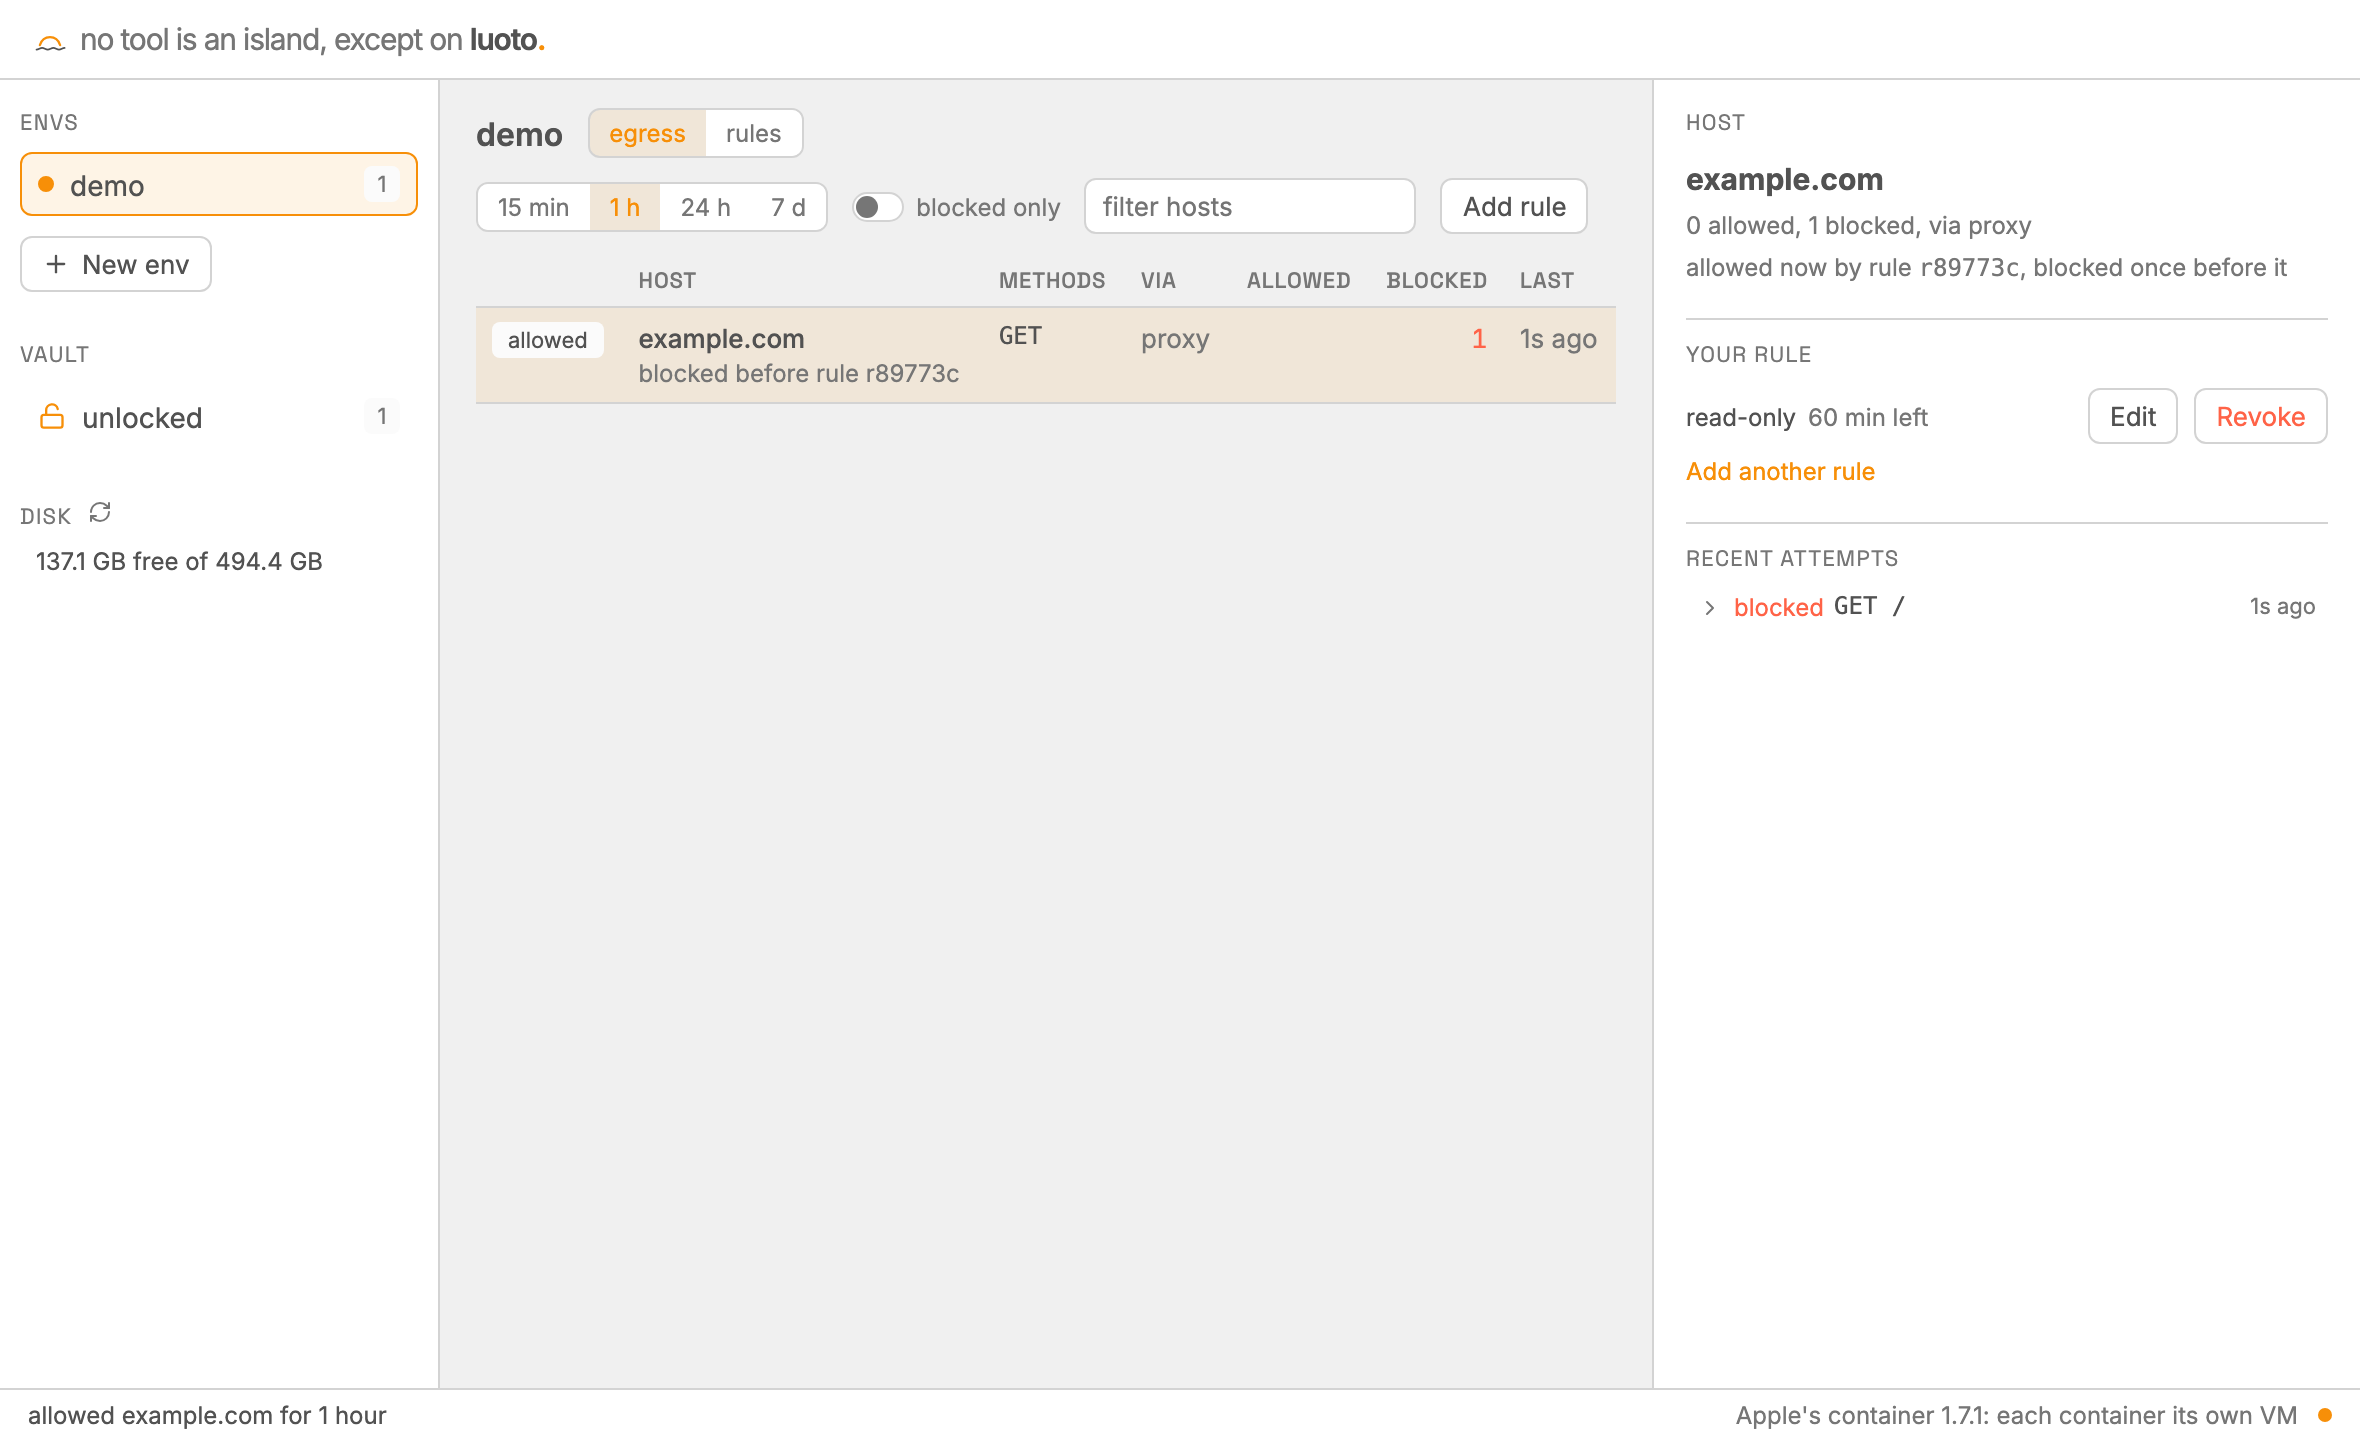 no tool is an island, except on luoto.
ENVS
demo 1
+ New env
VAULT
unlocked 1
DISK
137.1 GB free of 494.4 GB
demo egress rules
15 min 1 h 24 h 7 d blocked only filter hosts Add rule
HOST METHODS VIA ALLOWED BLOCKED LAST
allowed example.com GET proxy 1 1s ago
blocked before rule r89773c
HOST
example.com
0 allowed, 1 blocked, via proxy
allowed now by rule r89773c, blocked once before it
YOUR RULE
read-only 60 min left Edit Revoke
Add another rule
RECENT ATTEMPTS
blocked GET / 1s ago
allowed example.com for 1 hour
Apple's container 1.7.1: each container its own VM